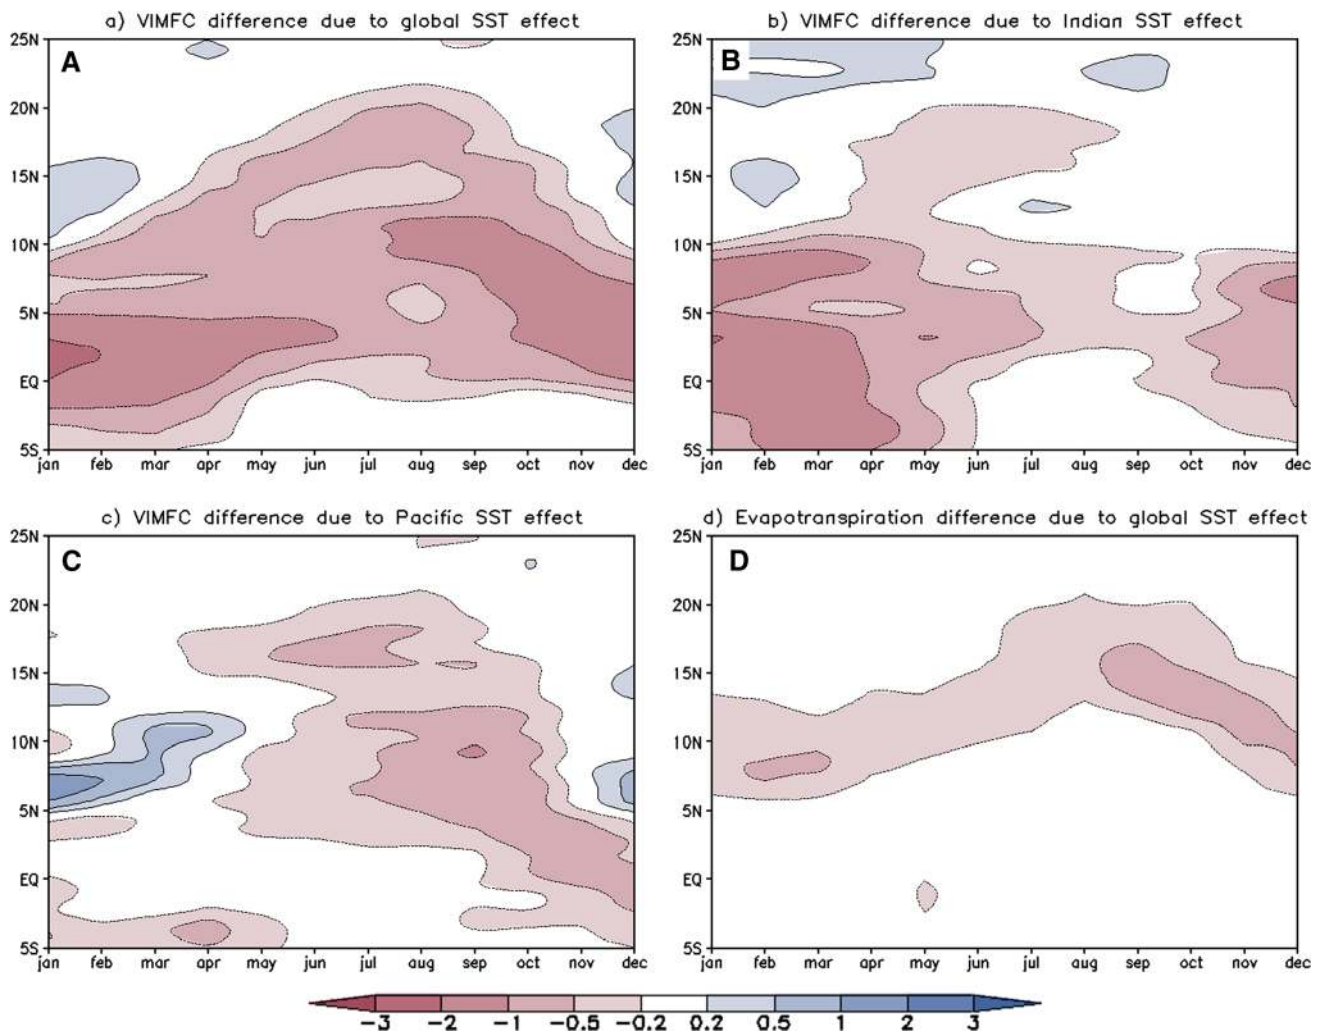 a) VIMFC difference due to global SST effect
A
25N
20N
15N
10N
5N
EQ
5S
jan feb mar apr may jun jul aug sep oct nov dec
b) VIMFC difference due to Indian SST effect
B
25N
20N
15N
10N
5N
EQ
5S
jan feb mar apr may jun jul aug sep oct nov dec
c) VIMFC difference due to Pacific SST effect
C
25N
20N
15N
10N
5N
EQ
5S
jan feb mar apr may jun jul aug sep oct nov dec
d) Evapotranspiration difference due to global SST effect
D
25N
20N
15N
10N
5N
EQ
5S
jan feb mar apr may jun jul aug sep oct nov dec
-3 -2 -1 -0.5 -0.2 0.2 0.5 1 2 3